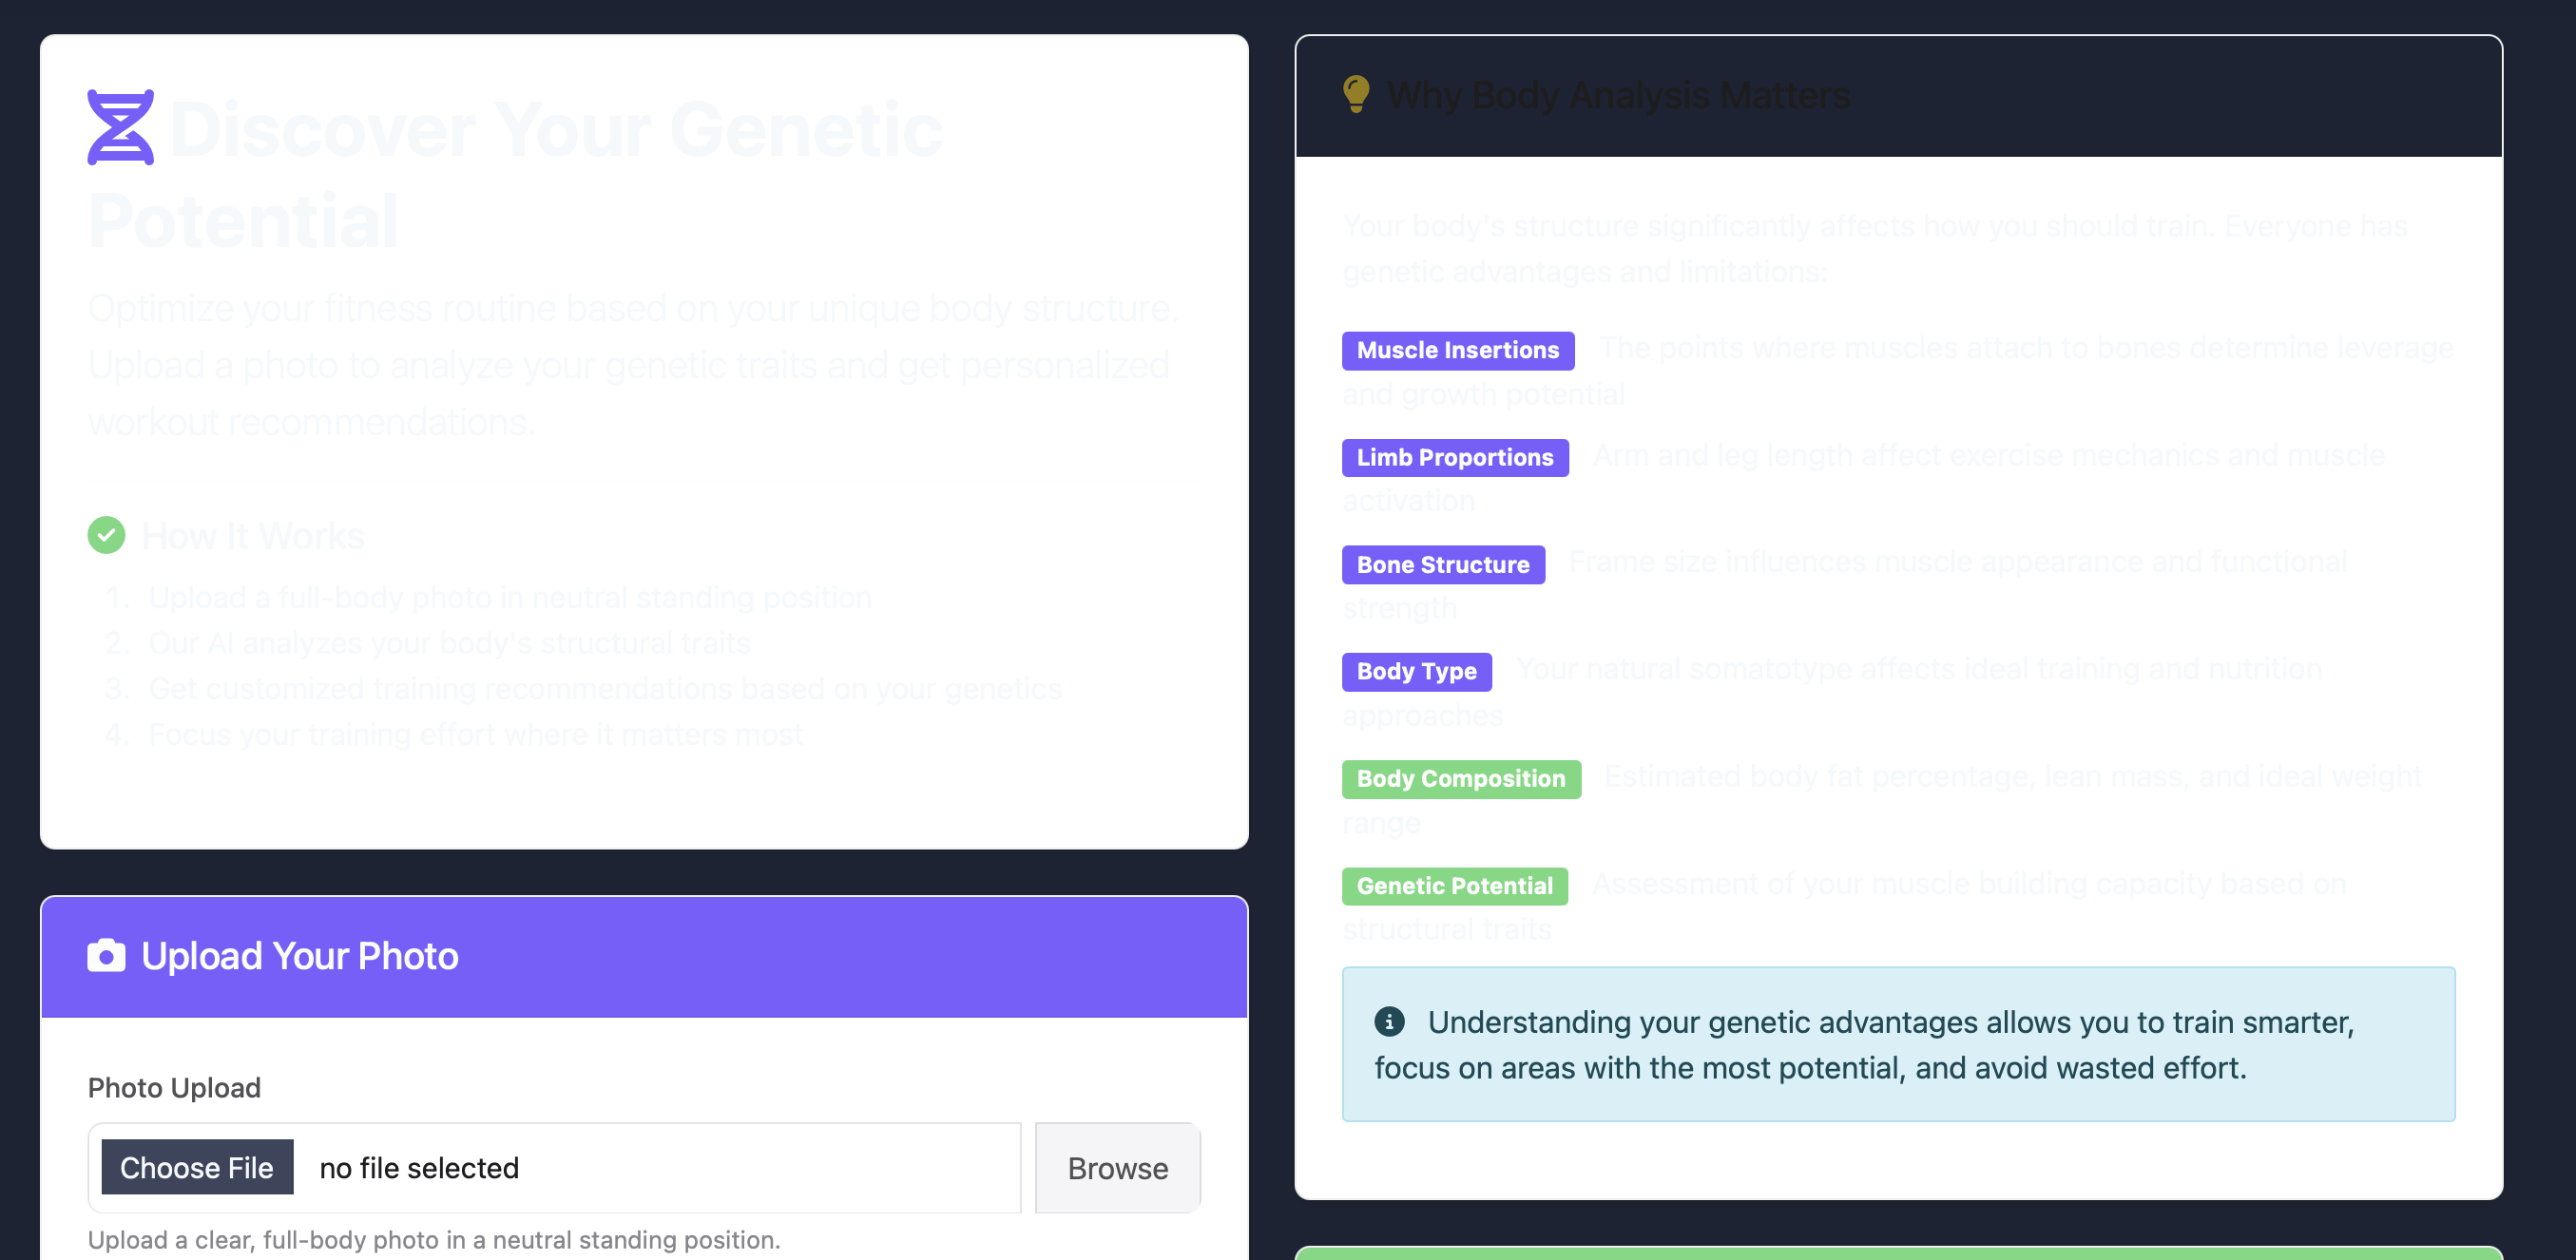 Discover Your Genetic
Potential
Optimize your fitness routine based on your unique body structure.
Upload a photo to analyze your genetic traits and get personalized
workout recommendations.
How It Works
1. Upload a full-body photo in neutral standing position
2. Our AI analyzes your body's structural traits
3. Get customized training recommendations based on your genetics
4. Focus your training effort where it matters most
Upload Your Photo
Photo Upload
Choose File no file selected Browse
Upload a clear, full-body photo in a neutral standing position.
Why Body Analysis Matters
Your body's structure significantly affects how you should train. Everyone has
genetic advantages and limitations:
Muscle Insertions The points where muscles attach to bones determine leverage
and growth potential
Limb Proportions Arm and leg length affect exercise mechanics and muscle
activation
Bone Structure Frame size influences muscle appearance and functional
strength
Body Type Your natural somatotype affects ideal training and nutrition
approaches
Body Composition Estimated body fat percentage, lean mass, and ideal weight
range
Genetic Potential Assessment of your muscle building capacity based on
structural traits
Understanding your genetic advantages allows you to train smarter,
focus on areas with the most potential, and avoid wasted effort.